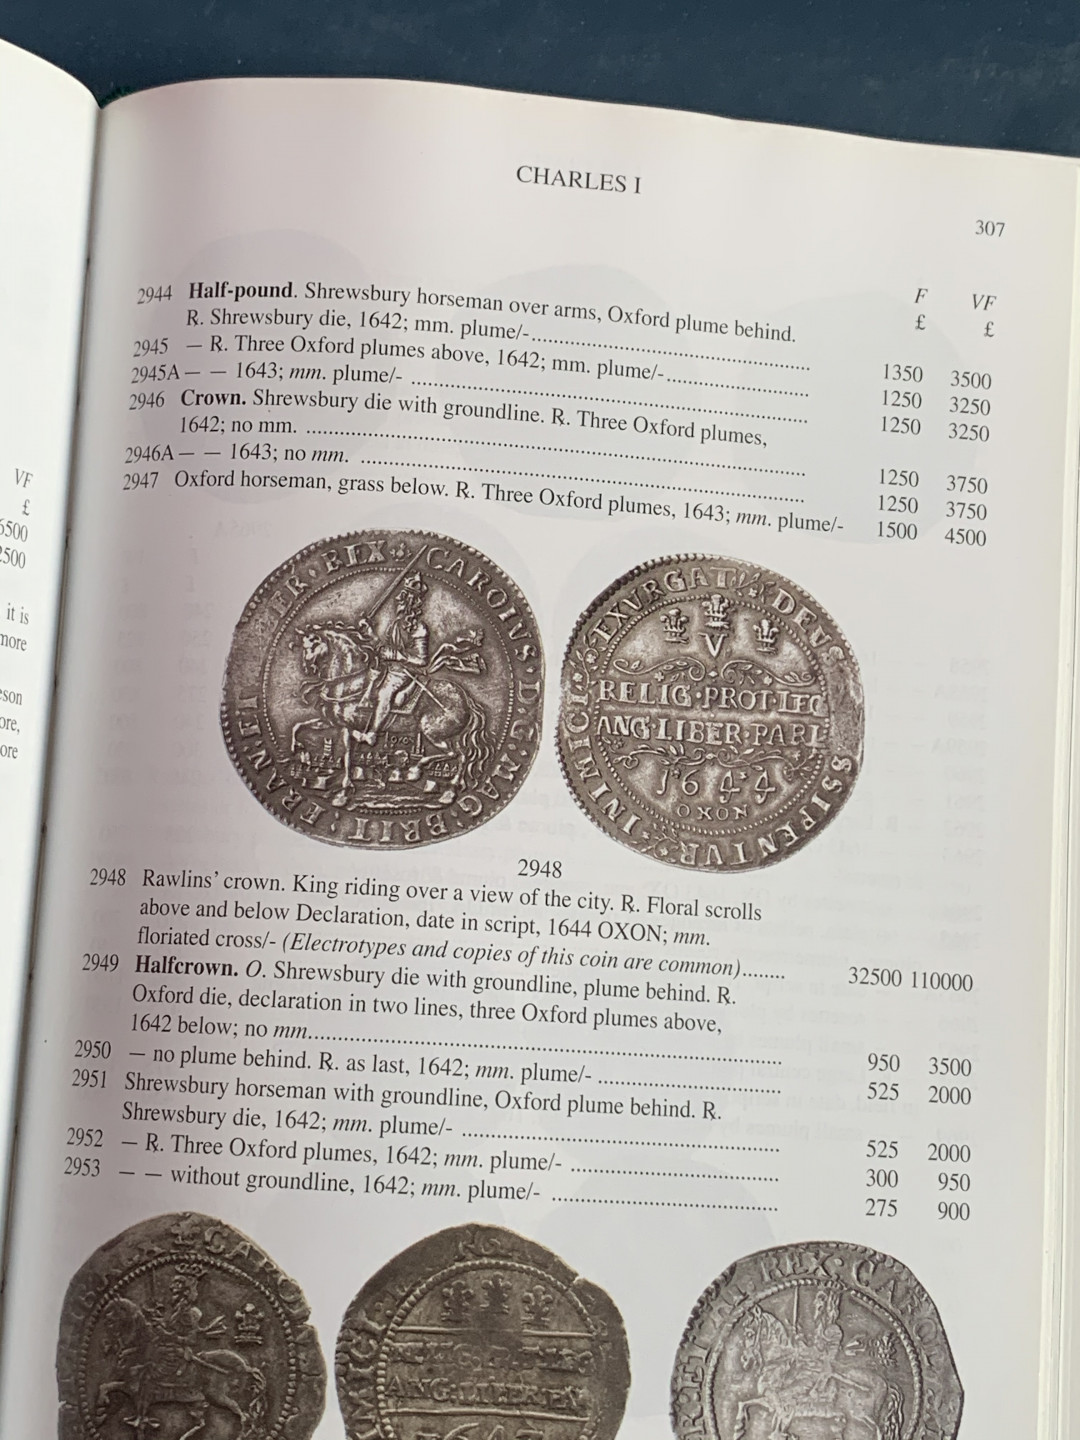 CHARLES I
307
F VF
£ £
2944 Half-pound. Shrewsbury horseman over arms, Oxford plume behind.
R. Shrewsbury die, 1642; mm. plume/-.......... 1350 3500
2945 — R. Three Oxford plumes above, 1642; mm. plume/-.......... 1250 3250
2945A — — 1643; mm. plume/- .......... 1250 3250
2946 Crown. Shrewsbury die with groundline. R. Three Oxford plumes,
1642; no mm. .......... 1250 3750
2946A — — 1643; no mm. .......... 1250 3750
2947 Oxford horseman, grass below. R. Three Oxford plumes, 1643; mm. plume/- 1500 4500
CAROLVS·D:G:MAG:BRIT:FRAN·ET HIBER·REX
EXVRGAT DEVS
INIMICI
V
RELIG·PROT·LEG
ANG·LIBER·PARL
1644
OXON
2948
2948 Rawlins' crown. King riding over a view of the city. R. Floral scrolls
above and below Declaration, date in script, 1644 OXON; mm.
floriated cross/- (Electrotypes and copies of this coin are common)........ 32500 110000
2949 Halfcrown. O. Shrewsbury die with groundline, plume behind. R.
Oxford die, declaration in two lines, three Oxford plumes above,
1642 below; no mm.......... 950 3500
2950 — no plume behind. R. as last, 1642; mm. plume/- .......... 525 2000
2951 Shrewsbury horseman with groundline, Oxford plume behind. R.
Shrewsbury die, 1642; mm. plume/- .......... 525 2000
2952 — R. Three Oxford plumes, 1642; mm. plume/- .......... 300 950
2953 — — without groundline, 1642; mm. plume/- .......... 275 900
VF
£
it is
more
ore